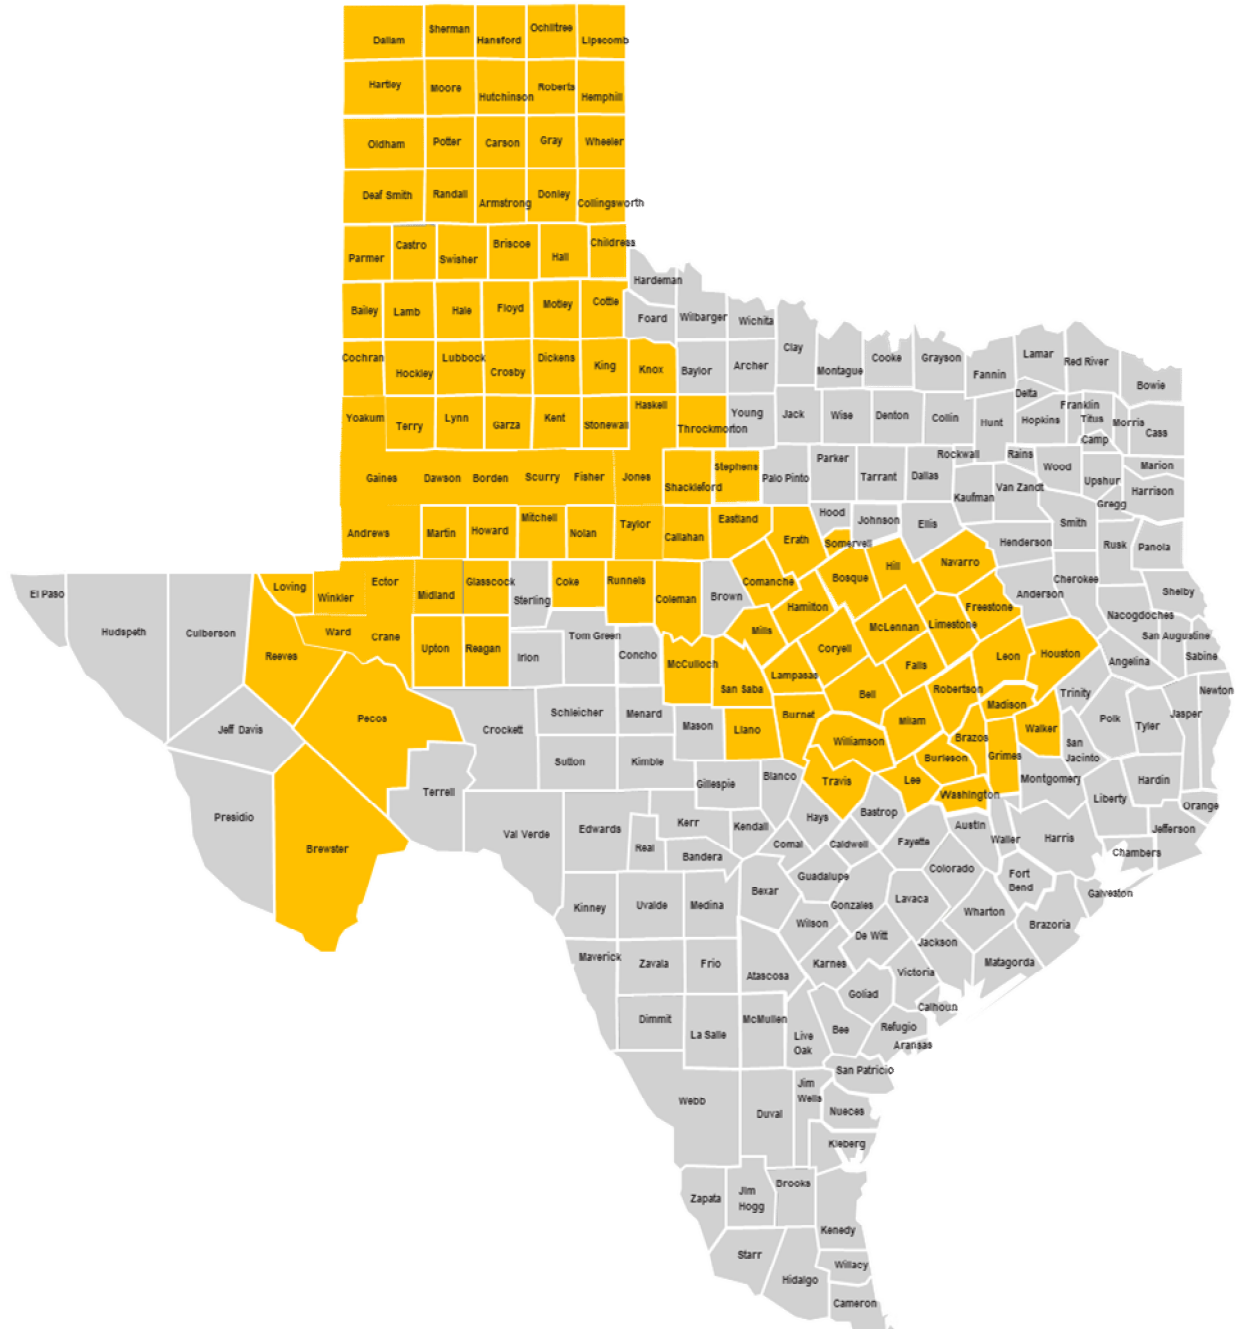 Dallam Sherman Hansford Ochiltree Lipscomb
Hartley Moore Hutchinson Roberts Hemphill
Oldham Potter Carson Gray Wheeler
Deaf Smith Randall Armstrong Donley Collingsworth
Parmer Castro Swisher Briscoe Hall Childress
Hardeman
Bailey Lamb Hale Floyd Motley Cottle Foard Wilbarger Wichita
Cochran Hockley Lubbock Crosby Dickens King Knox Baylor Archer Clay Montague Cooke Grayson Fannin Lamar Red River Bowie
Delta Franklin
Yoakum Terry Lynn Garza Kent Stonewall Haskell Throckmorton Young Jack Wise Denton Collin Hunt Hopkins Titus Morris Cass
Camp
Gaines Dawson Borden Scurry Fisher Jones Shackleford Stephens Palo Pinto Parker Tarrant Dallas Rockwall Kaufman Rains Van Zandt Wood Upshur Marion Harrison
Gregg
Andrews Martin Howard Mitchell Nolan Taylor Callahan Eastland Erath Hood Somervell Johnson Ellis Henderson Smith Rusk Panola
El Paso Hudspeth Culberson Loving Winkler Ector Midland Glasscock Sterling Coke Runnels Coleman Brown Comanche Hamilton Bosque Hill Navarro Freestone Anderson Cherokee Nacogdoches Shelby
Reeves Ward Crane Upton Reagan Irion Tom Green Concho McCulloch San Saba Mills Lampasas Coryell McLennan Limestone Falls Leon Houston Angelina San Augustine Sabine
Jeff Davis Pecos Crockett Schleicher Menard Mason Llano Burnet Bell Milam Robertson Madison Walker Trinity Polk Tyler Jasper Newton
San
Jacinto
Presidio Brewster Terrell Sutton Kimble Gillespie Blanco Williamson Travis Lee Burleson Brazos Grimes Washington Montgomery Liberty Hardin Orange
Val Verde Edwards Real Kerr Bandera Kendall Comal Hays Caldwell Bastrop Fayette Austin Waller Harris Chambers Jefferson
Kinney Uvalde Medina Bexar Guadalupe Gonzales Lavaca Colorado Wharton
Fort
Bend
Brazoria Galveston
Maverick Zavala Frio Atascosa Wilson Karnes De Witt Victoria Jackson Matagorda
Dimmit La Salle McMullen
Live
Oak
Bee Goliad Refugio Calhoun Aransas
San Patricio
Webb Duval
Jim
Wells
Nueces
Kleberg
Zapata
Jim
Hogg
Brooks Kenedy
Starr Hidalgo Willacy
Cameron